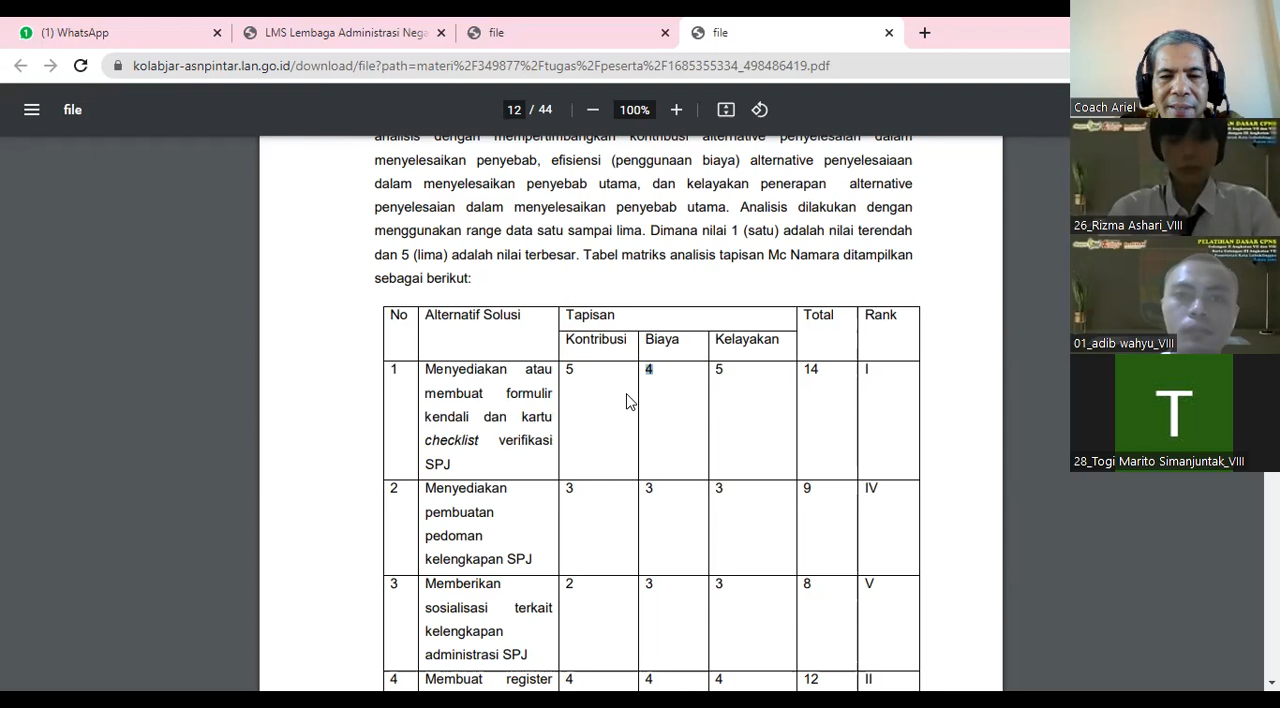 (1) WhatsApp
LMS Lembaga Administrasi Nega
file
file
kolabjar-asnpintar.lan.go.id/download/file?path=materi%2F349877%2Ftugas%2Fpeserta%2F1685355334_498486419.pdf
file
12 / 44
100%
dalam
menyelesaikan penyebab, efisiensi (penggunaan biaya) alternative penyelesaiaan
dalam menyelesaikan penyebab utama, dan kelayakan penerapan alternative
penyelesaian dalam menyelesaikan penyebab utama. Analisis dilakukan dengan
menggunakan range data satu sampai lima. Dimana nilai 1 (satu) adalah nilai terendah
dan 5 (lima) adalah nilai terbesar. Tabel matriks analisis tapisan Mc Namara ditampilkan
sebagai berikut:
No Alternatif Solusi Tapisan Total Rank
Kontribusi Biaya Kelayakan
1 Menyediakan atau 5 4 5 14 I
membuat formulir
kendali dan kartu
checklist verifikasi
SPJ
2 Menyediakan 3 3 3 9 IV
pembuatan
pedoman
kelengkapan SPJ
3 Memberikan 2 3 3 8 V
sosialisasi terkait
kelengkapan
administrasi SPJ
4 Membuat register 4 4 4 12 II
Coach Ariel
26_Rizma Ashari_VIII
PELATIHAN DASAR CPNS
01_adib wahyu_VIII
T
28_Togi Marito Simanjuntak_VIII